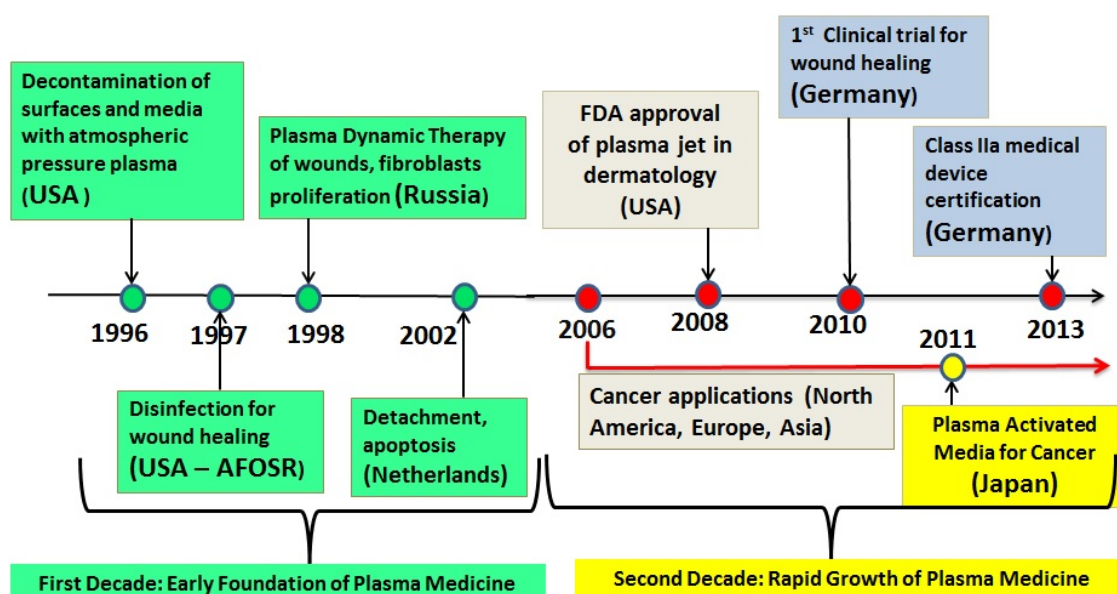 Decontamination of
surfaces and media
with atmospheric
pressure plasma
(USA )
Plasma Dynamic Therapy
of wounds, fibroblasts
proliferation (Russia)
FDA approval
of plasma jet in
dermatology
(USA)
1st Clinical trial for
wound healing
(Germany)
Class IIa medical
device
certification
(Germany)
1996
1997
1998
2002
2006
2008
2010
2011
2013
Disinfection for
wound healing
(USA – AFOSR)
Detachment,
apoptosis
(Netherlands)
Cancer applications (North
America, Europe, Asia)
Plasma Activated
Media for Cancer
(Japan)
First Decade: Early Foundation of Plasma Medicine
Second Decade: Rapid Growth of Plasma Medicine